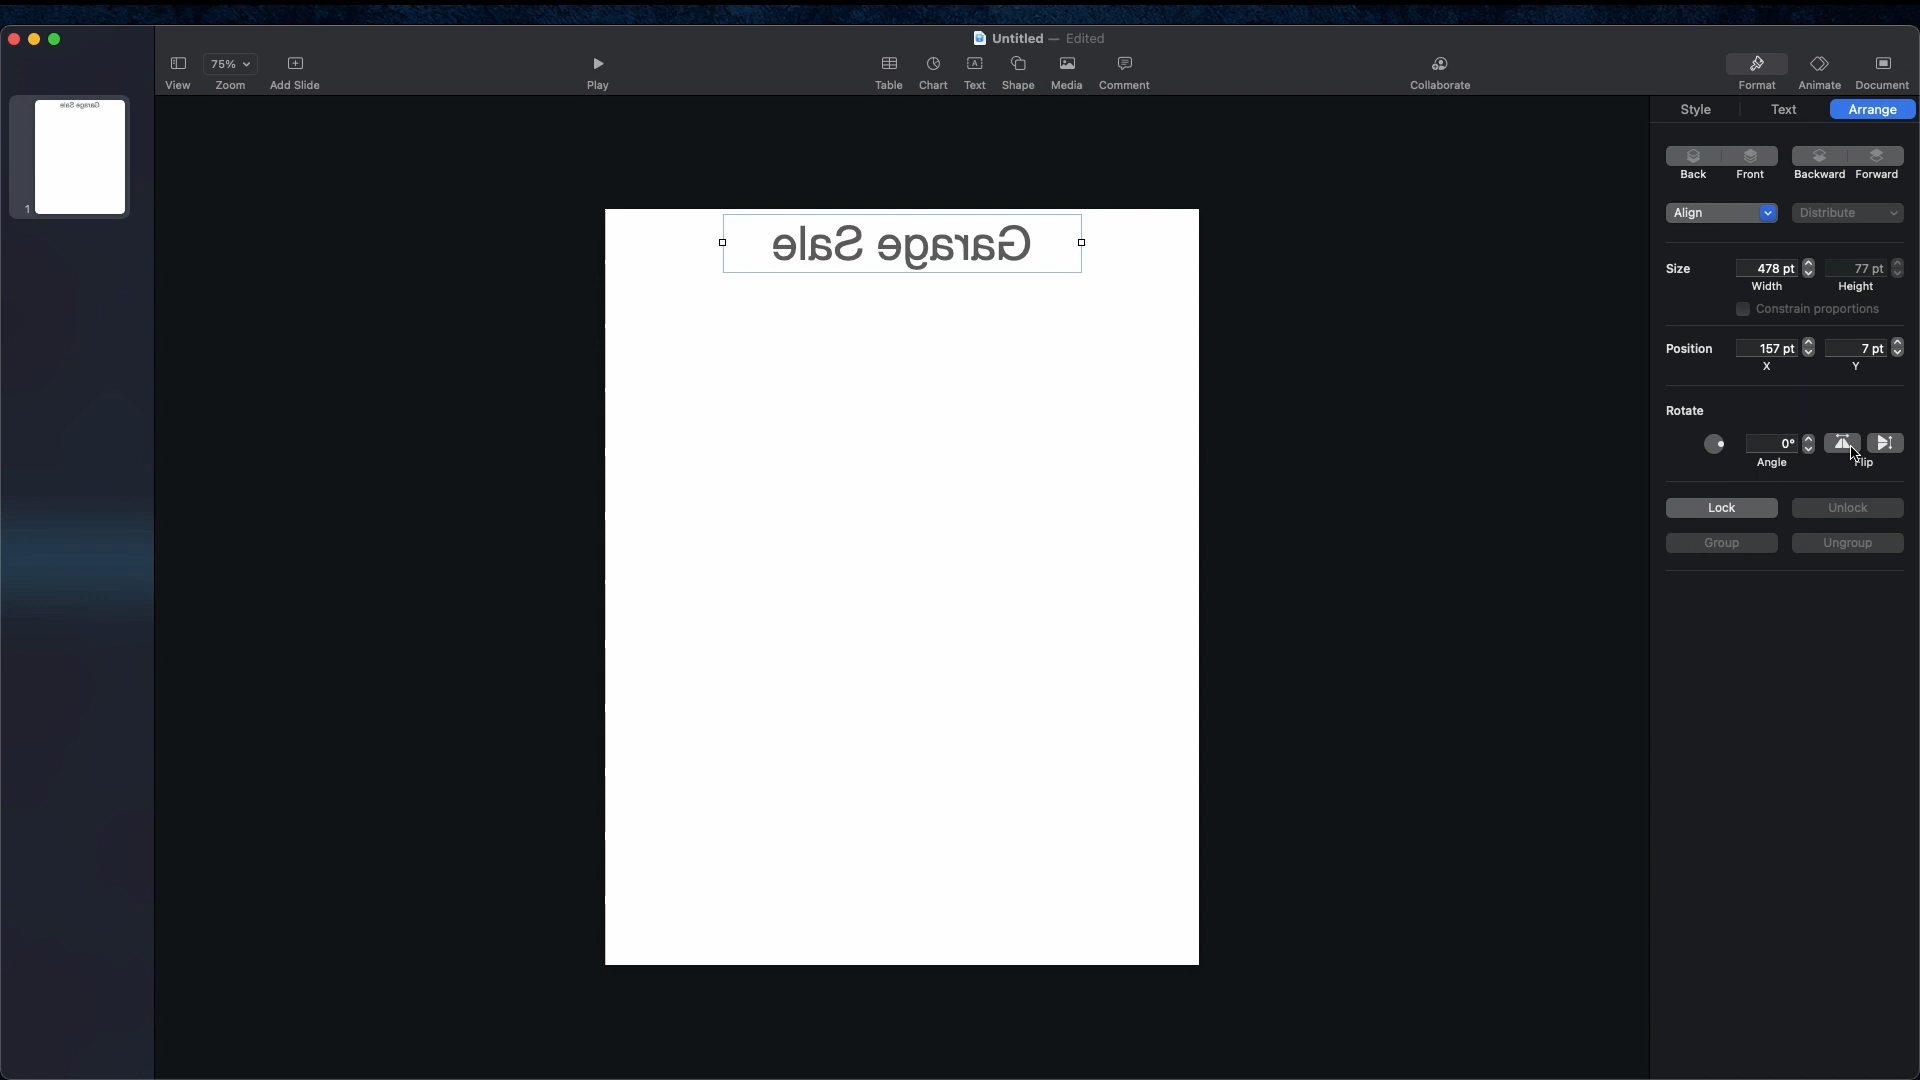 Untitled — Edited
View
75%
Zoom
Add Slide
Play
Table
Chart
Text
Shape
Media
Comment
Collaborate
Format
Animate
Document
Garage Sale
1
Garage Sale
Style
Text
Arrange
Back
Front
Backward
Forward
Align
Distribute
Size
478 pt
77 pt
Width
Height
Constrain proportions
Position
157 pt
7 pt
X
Y
Rotate
0°
Angle
Flip
Lock
Unlock
Group
Ungroup